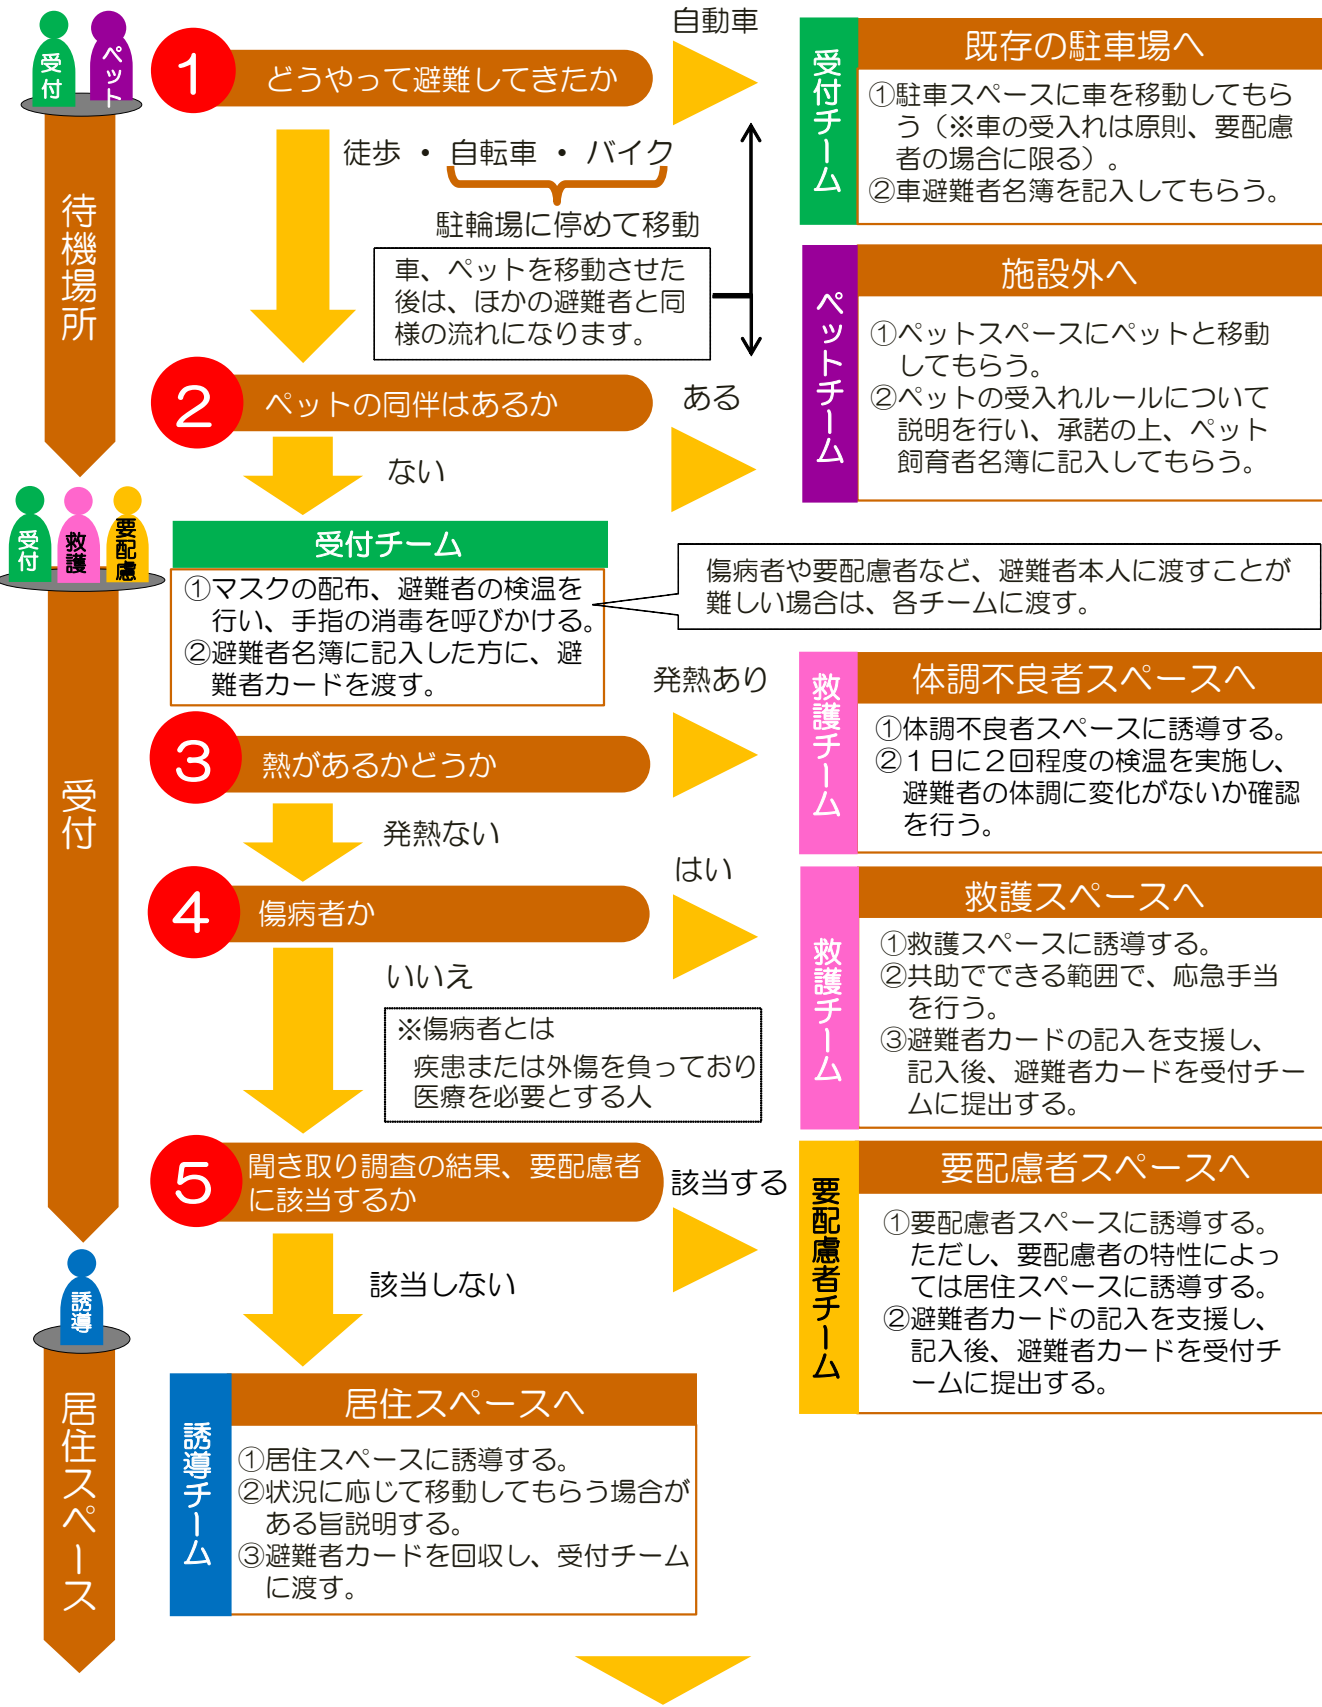 受付
ペット
待機場所
1
どうやって避難してきたか
自動車
徒歩 ・ 自転車 ・ バイク
駐輪場に停めて移動
車、ペットを移動させた
後は、ほかの避難者と同
様の流れになります。
受付チーム
既存の駐車場へ
①駐車スペースに車を移動してもら
う（※車の受入れは原則、要配慮
者の場合に限る）。
②車避難者名簿を記入してもらう。
2
ペットの同伴はあるか
ある
ない
ペットチーム
施設外へ
①ペットスペースにペットと移動
してもらう。
②ペットの受入れルールについて
説明を行い、承諾の上、ペット
飼育者名簿に記入してもらう。
受付
救護
要配慮
受付
受付チーム
①マスクの配布、避難者の検温を
行い、手指の消毒を呼びかける。
②避難者名簿に記入した方に、避
難者カードを渡す。
傷病者や要配慮者など、避難者本人に渡すことが
難しい場合は、各チームに渡す。
3
熱があるかどうか
発熱あり
発熱ない
救護チーム
体調不良者スペースへ
①体調不良者スペースに誘導する。
②１日に２回程度の検温を実施し、
避難者の体調に変化がないか確認
を行う。
4
傷病者か
はい
いいえ
※傷病者とは
疾患または外傷を負っており
医療を必要とする人
救護チーム
救護スペースへ
①救護スペースに誘導する。
②共助でできる範囲で、応急手当
を行う。
③避難者カードの記入を支援し、
記入後、避難者カードを受付チー
ムに提出する。
5
聞き取り調査の結果、要配慮者
に該当するか
該当する
該当しない
要配慮者チーム
要配慮者スペースへ
①要配慮者スペースに誘導する。
ただし、要配慮者の特性によっ
ては居住スペースに誘導する。
②避難者カードの記入を支援し、
記入後、避難者カードを受付チ
ームに提出する。
誘導
居住スペース
誘導チーム
居住スペースへ
①居住スペースに誘導する。
②状況に応じて移動してもらう場合が
ある旨説明する。
③避難者カードを回収し、受付チーム
に渡す。